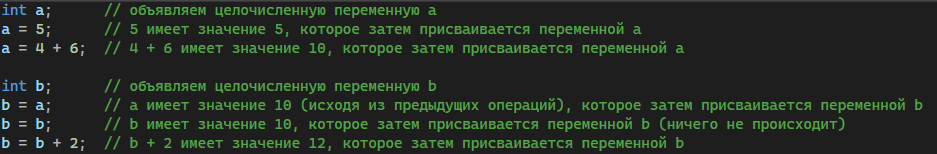 int a;      // объявляем целочисленную переменную a
a = 5;      // 5 имеет значение 5, которое затем присваивается переменной а
a = 4 + 6;  // 4 + 6 имеет значение 10, которое затем присваивается переменной а

int b;      // объявляем целочисленную переменную b
b = a;      // a имеет значение 10 (исходя из предыдущих операций), которое затем присваивается переменной b
b = b;      // b имеет значение 10, которое затем присваивается переменной b (ничего не происходит)
b = b + 2;  // b + 2 имеет значение 12, которое затем присваивается переменной b